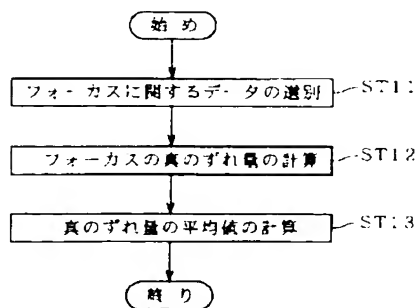 始め
フォーカスに関するデータの選別
ST11
フォーカスの真のずれ量の計算
ST12
真のずれ量の平均値の計算
ST13
終り